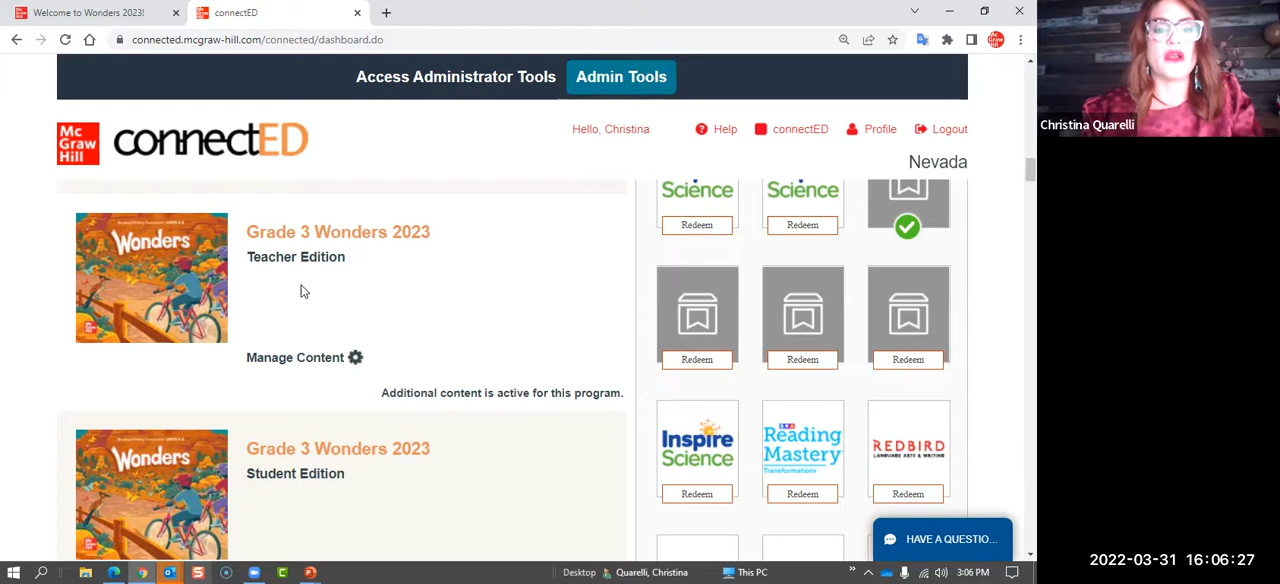 Welcome to Wonders 2023!
connectED
connected.mcgraw-hill.com/connected/dashboard.do
Access Administrator Tools
Admin Tools
Mc Graw Hill
connectED
Hello, Christina
Help
connectED
Profile
Logout
Nevada
Wonders
Grade 3 Wonders 2023
Teacher Edition
Manage Content
Additional content is active for this program.
Wonders
Grade 3 Wonders 2023
Student Edition
Science
Science
Redeem
Redeem
Redeem
Redeem
Redeem
Inspire Science
Reading Mastery
Transformations
REDBIRD
LANGUAGE ARTS & WRITING
Redeem
Redeem
Redeem
HAVE A QUESTIO...
Christina Quarelli
Desktop
Quarelli, Christina
This PC
3:06 PM
2022-03-31 16:06:27